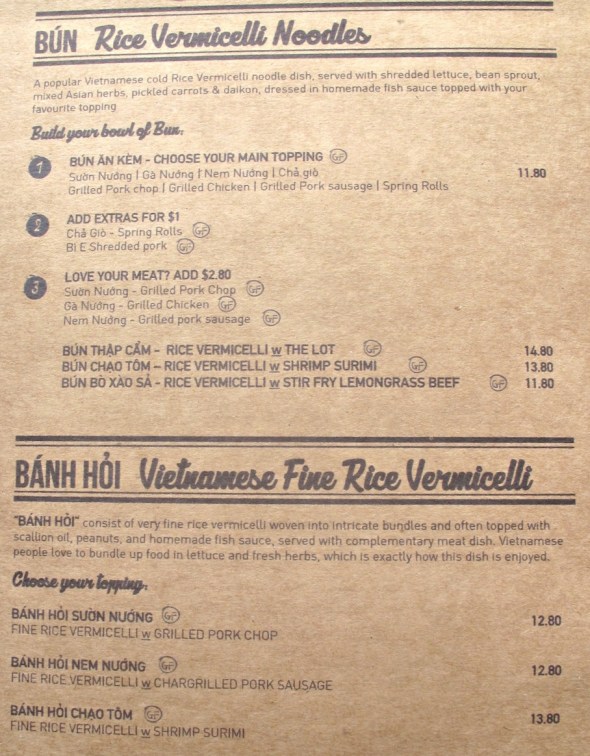 BÚN Rice Vermicelli Noodles
A popular Vietnamese cold Rice Vermicelli noodle dish, served with shredded lettuce, bean sprout,
mixed Asian herbs, pickled carrots & daikon, dressed in homemade fish sauce topped with your
favourite topping
Build your bowl of Bun.
1 BÚN ĂN KÈM - CHOOSE YOUR MAIN TOPPING GF
Sườn Nướng | Gà Nướng | Nem Nướng | Chả giò 11.80
Grilled Pork chop | Grilled Chicken | Grilled Pork sausage | Spring Rolls
2 ADD EXTRAS FOR $1
Chả Giò - Spring Rolls GF
Bì E Shredded pork GF
3 LOVE YOUR MEAT? ADD $2.80
Sườn Nướng - Grilled Pork Chop GF
Gà Nướng - Grilled Chicken GF
Nem Nướng - Grilled pork sausage GF
BÚN THẬP CẨM - RICE VERMICELLI w THE LOT GF 14.80
BÚN CHẠO TÔM - RICE VERMICELLI w SHRIMP SURIMI GF 13.80
BÚN BÒ XÀO SẢ - RICE VERMICELLI w STIR FRY LEMONGRASS BEEF GF 11.80
BÁNH HỎI Vietnamese Fine Rice Vermicelli
"BÁNH HỎI" consist of very fine rice vermicelli woven into intricate bundles and often topped with
scallion oil, peanuts, and homemade fish sauce, served with complementary meat dish. Vietnamese
people love to bundle up food in lettuce and fresh herbs, which is exactly how this dish is enjoyed.
Choose your topping.
BÁNH HỎI SƯỜN NƯỚNG GF 12.80
FINE RICE VERMICELLI w GRILLED PORK CHOP
BÁNH HỎI NEM NƯỚNG GF 12.80
FINE RICE VERMICELLI w CHARGRILLED PORK SAUSAGE
BÁNH HỎI CHẠO TÔM GF 13.80
FINE RICE VERMICELLI w SHRIMP SURIMI